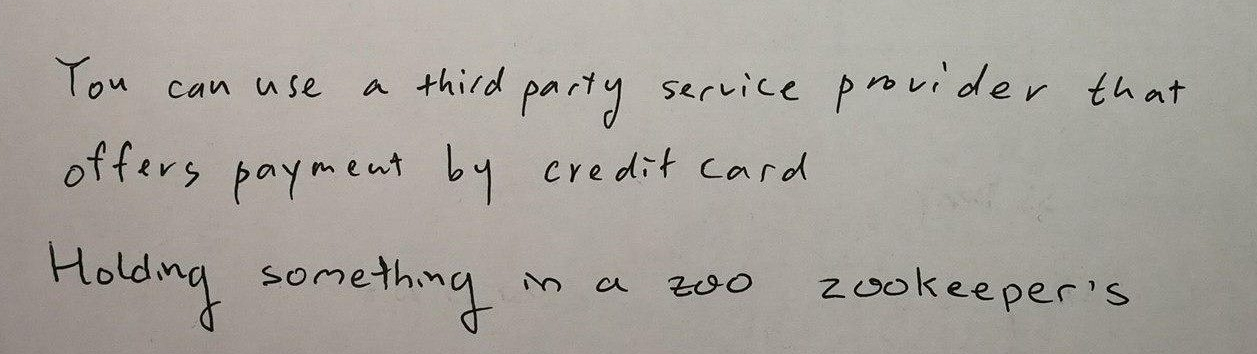 You can use a third party service provider that
offers payment by credit card
Holding something in a zoo zookeeper's